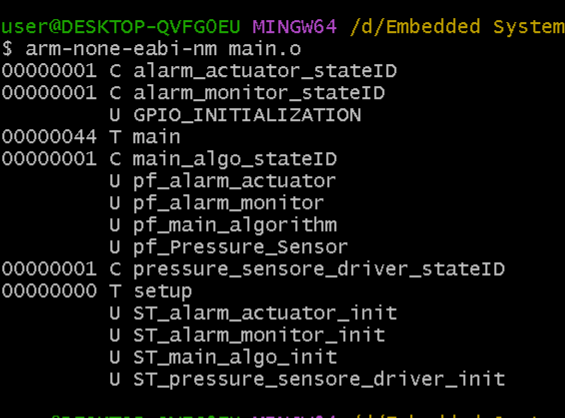 user@DESKTOP-QVFG0EU MINGW64 /d/Embedded System
$ arm-none-eabi-nm main.o
00000001 C alarm_actuator_stateID
00000001 C alarm_monitor_stateID
U GPIO_INITIALIZATION
00000044 T main
00000001 C main_algo_stateID
U pf_alarm_actuator
U pf_alarm_monitor
U pf_main_algorithm
U pf_Pressure_Sensor
00000001 C pressure_sensore_driver_stateID
00000000 T setup
U ST_alarm_actuator_init
U ST_alarm_monitor_init
U ST_main_algo_init
U ST_pressure_sensore_driver_init